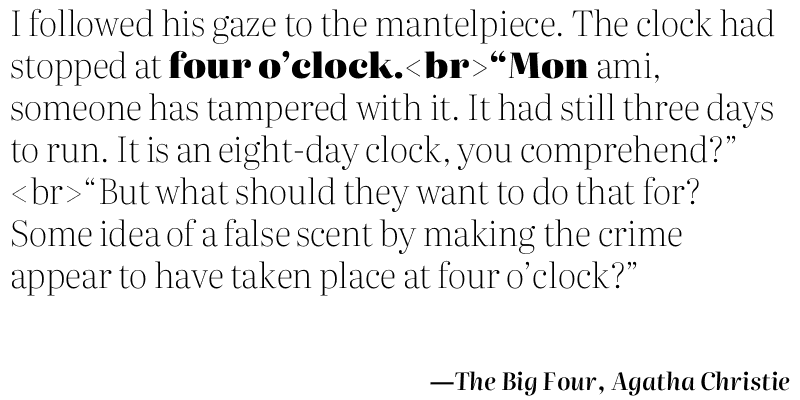 I followed his gaze to the mantelpiece. The clock had
stopped at four o’clock.<br>“Mon ami,
someone has tampered with it. It had still three days
to run. It is an eight-day clock, you comprehend?”
<br>“But what should they want to do that for?
Some idea of a false scent by making the crime
appear to have taken place at four o’clock?”
—The Big Four, Agatha Christie